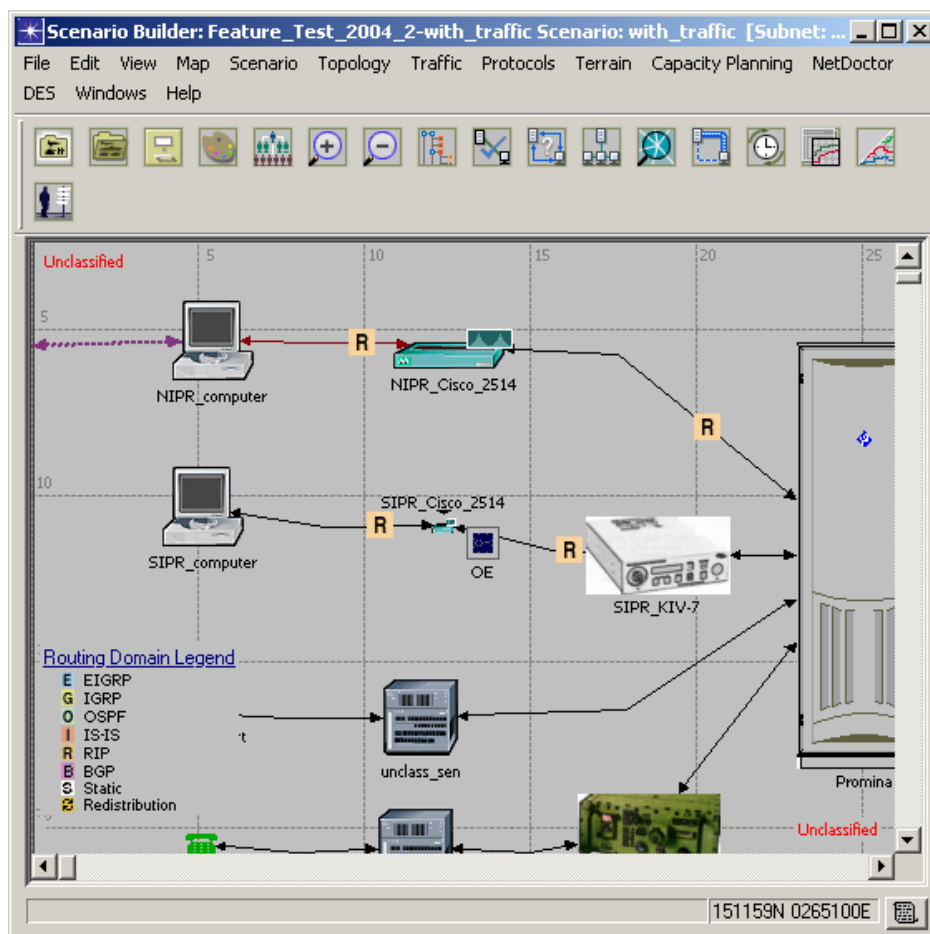 Scenario Builder: Feature_Test_2004_2-with_traffic Scenario: with_traffic [Subnet: ...
File Edit View Map Scenario Topology Traffic Protocols Terrain Capacity Planning NetDoctor
DES Windows Help
Unclassified
5 10 15 20 25
5
R
NIPR_computer
NIPR_Cisco_2514
R
10
SIPR_Cisco_2514
R
R
SIPR_computer
OE
SIPR_KIV-7
Routing Domain Legend
E EIGRP
G IGRP
O OSPF
I IS-IS
R RIP
B BGP
S Static
Redistribution
unclass_sen
Promina
Unclassified
151159N 0265100E